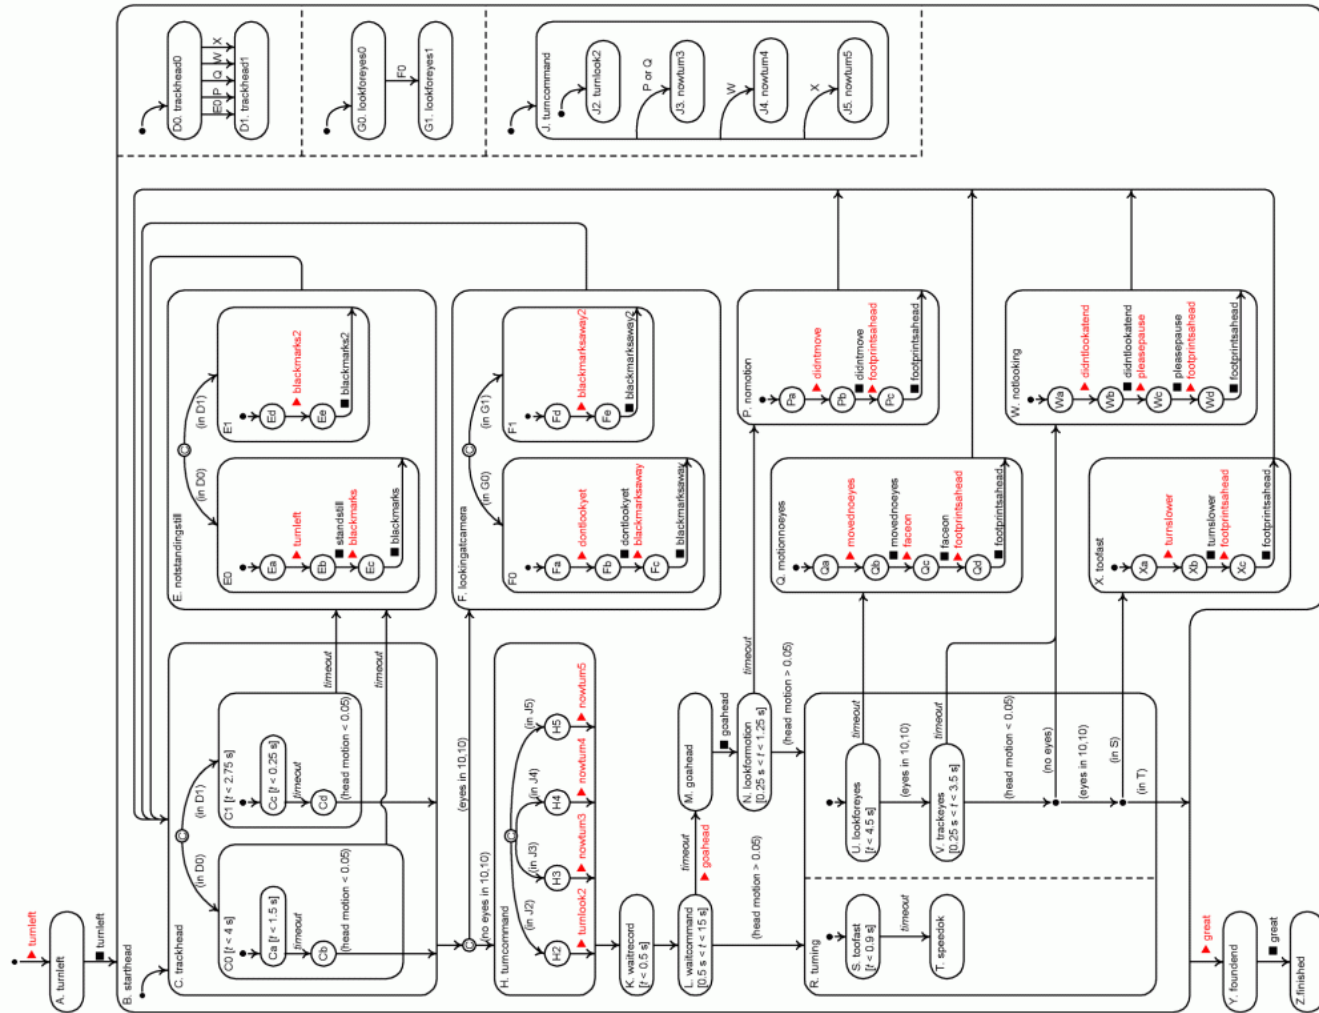 turnleft
A. turnleft
turnleft
B. starthead
C. trackhead
(in D0)
(in D1)
C0 [t < 4 s]
Ca [t < 1.5 s]
timeout
Cb
(head motion < 0.05)
C1 [t < 2.75 s]
Cc [t < 0.25 s]
timeout
Cd
(head motion < 0.05)
timeout
timeout
E. notstandingstill
(in D0)
(in D1)
E0
Ea
turnleft
Eb
standstill
blackmarks
Ec
blackmarks
E1
Ed
blackmarks2
Ee
blackmarks2
D0. trackhead0
E0
P
Q
W
X
D1. trackhead1
G0. lookforeyes0
F0
G1. lookforeyes1
J. turncommand
J2. turnlook2
P or Q
J3. nowturn3
W
J4. nowturn4
X
J5. nowturn5
(no eyes in 10,10)
(eyes in 10,10)
F. lookingatcamera
(in G0)
(in G1)
F0
Fa
dontlookyet
Fb
dontlookyet
blackmarksaway
Fc
blackmarksaway
F1
Fd
blackmarksaway2
Fe
blackmarksaway2
H. turncommand
(in J2)
(in J3)
(in J4)
(in J5)
H2
H3
H4
H5
turnlook2
nowturn3
nowturn4
nowturn5
K. waitrecord
[t < 0.5 s]
L. waitcommand
[0.5 s < t < 15 s]
timeout
goahead
M. goahead
goahead
N. lookformotion
[0.25 s < t < 1.25 s]
timeout
(head motion > 0.05)
(head motion > 0.05)
P. nomotion
Pa
didntmove
Pb
didntmove
footprintsahead
Pc
footprintsahead
Q. motionnoeyes
Qa
movednoeyes
Qb
movednoeyes
faceon
Qc
faceon
footprintsahead
Qd
footprintsahead
R. turning
S. toofast
[t < 0.9 s]
timeout
T. speedok
U. lookforeyes
[t < 4.5 s]
timeout
(eyes in 10,10)
V. trackeyes
[0.25 s < t < 3.5 s]
timeout
(head motion < 0.05)
(no eyes)
(eyes in 10,10)
(in S)
(in T)
W. notlooking
Wa
didntlookatend
Wb
didntlookatend
pleasepause
Wc
pleasepause
footprintsahead
Wd
footprintsahead
X. toofast
Xa
turnslower
Xb
turnslower
footprintsahead
Xc
footprintsahead
great
Y. foundend
great
Z.finished